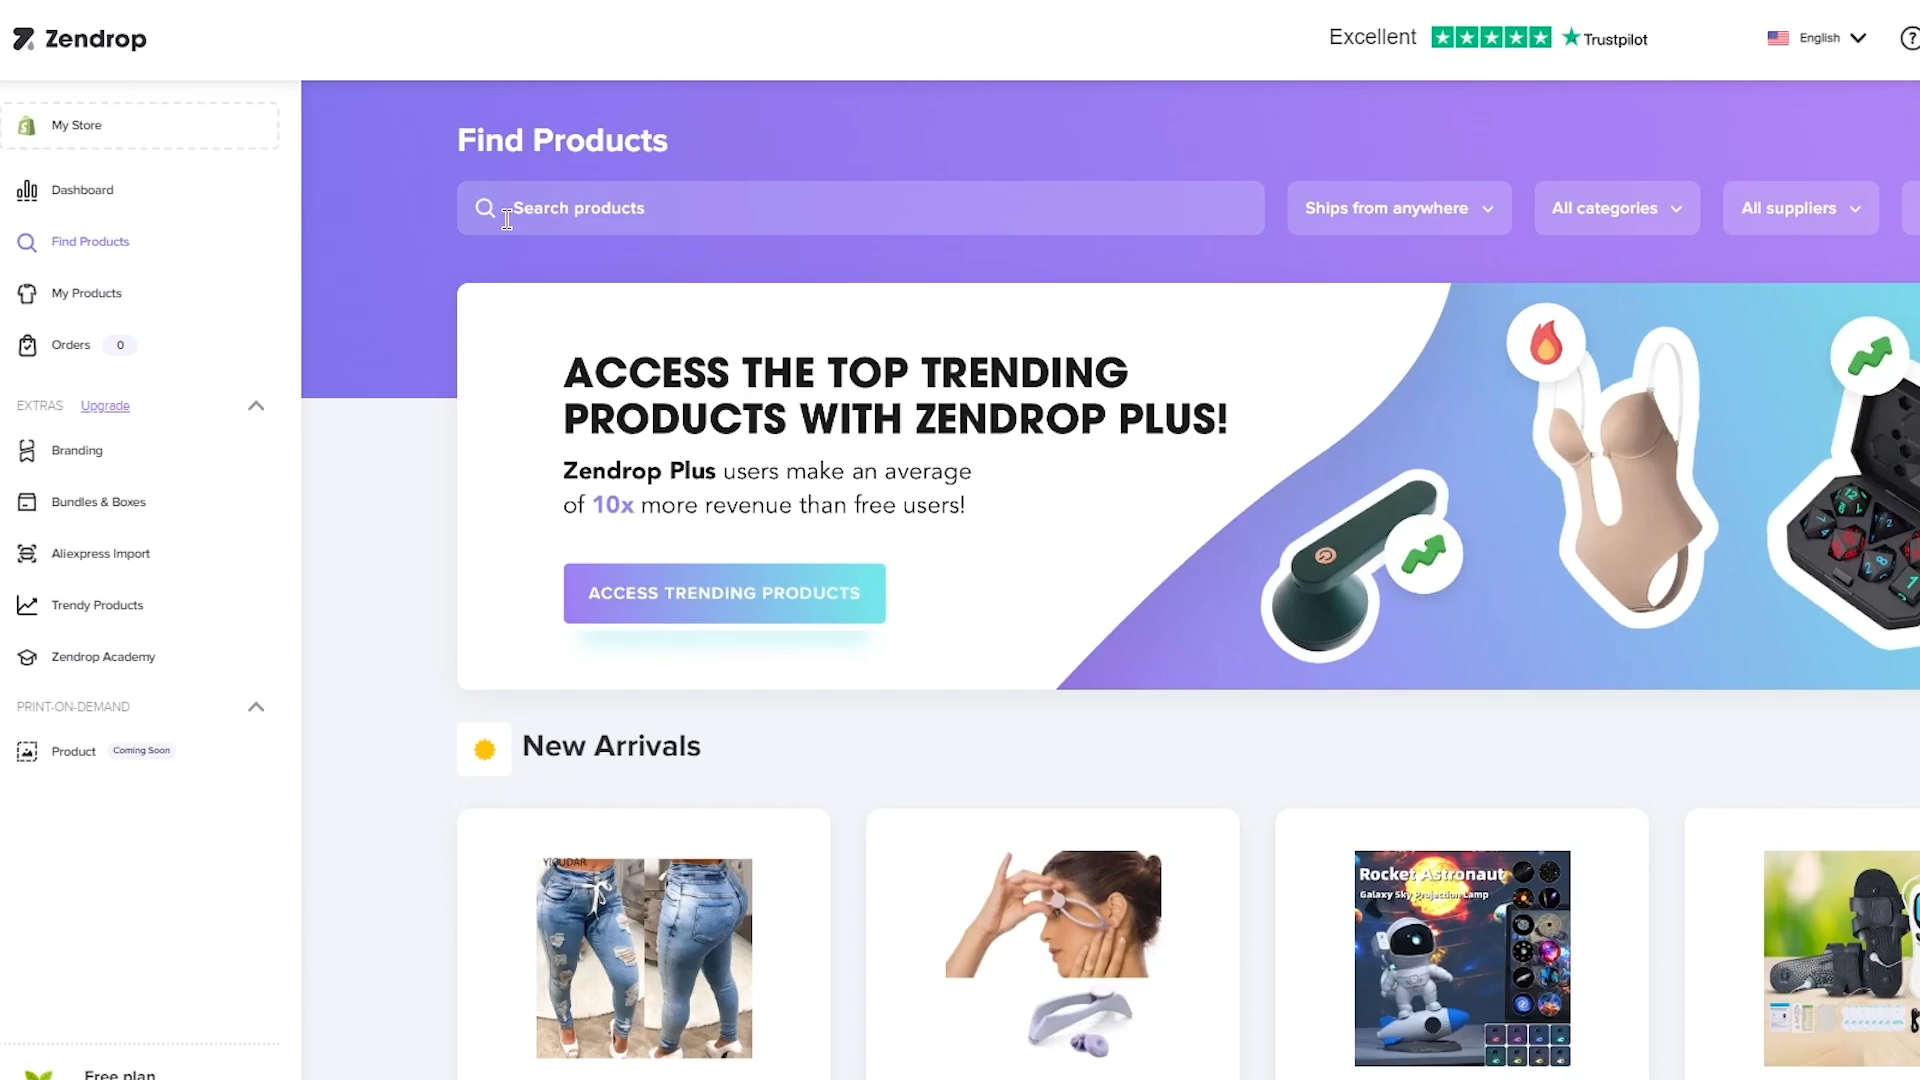 Zendrop
Excellent
Trustpilot
English
?
My Store
Dashboard
Find Products
My Products
Orders 0
EXTRAS Upgrade
Branding
Bundles & Boxes
Aliexpress Import
Trendy Products
Zendrop Academy
PRINT-ON-DEMAND
Product Coming Soon
Free plan
Find Products
Search products
Ships from anywhere
All categories
All suppliers
ACCESS THE TOP TRENDING
PRODUCTS WITH ZENDROP PLUS!
Zendrop Plus users make an average
of 10x more revenue than free users!
ACCESS TRENDING PRODUCTS
New Arrivals
YIGUDAR
Rocket Astronaut
Galaxy Sky Projection Lamp